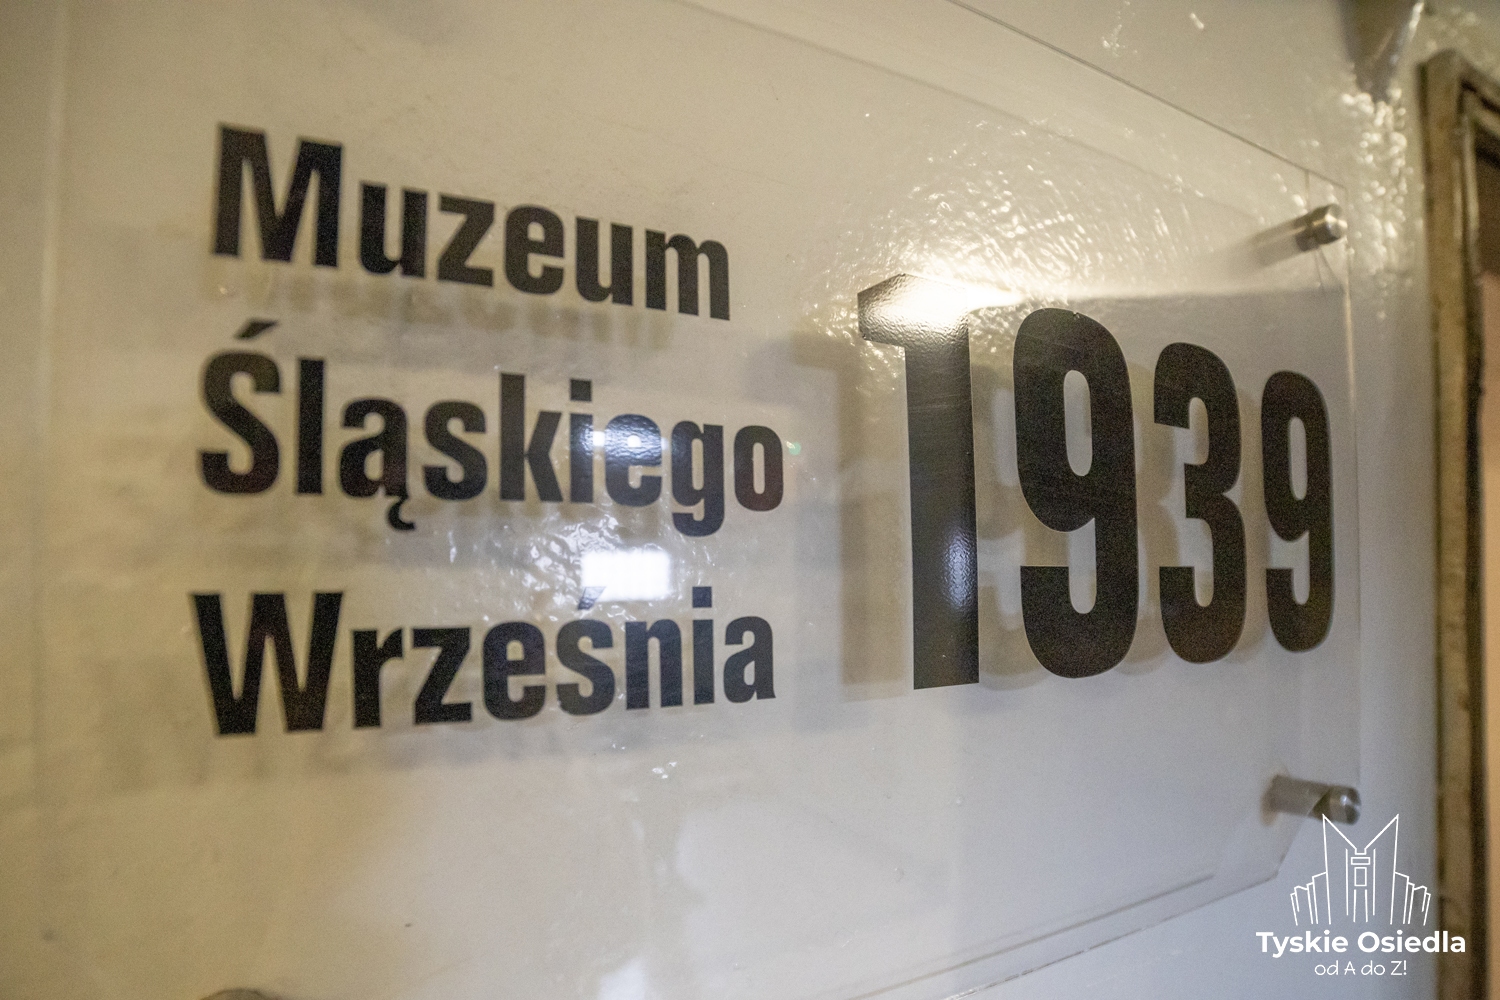 Muzeum
Śląskiego
Września
1939
Tyskie Osiedla
od A do Z!